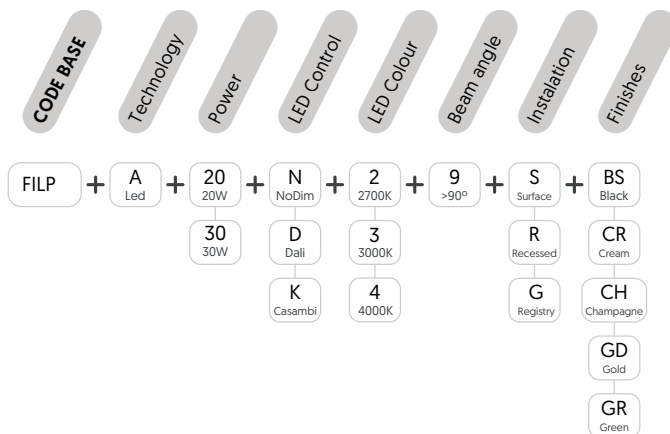 CODE BASE
Technology
Power
LED Control
LED Colour
Beam angle
Instalation
Finishes
FILP + A + 20 + N + 2 + 9 + S + BS
Led 20W NoDim 2700K >90º Surface Black
30 D 3 R CR
30W Dali 3000K Recessed Cream
K 4 G CH
Casambi 4000K Registry Champagne
GD
Gold
GR
Green